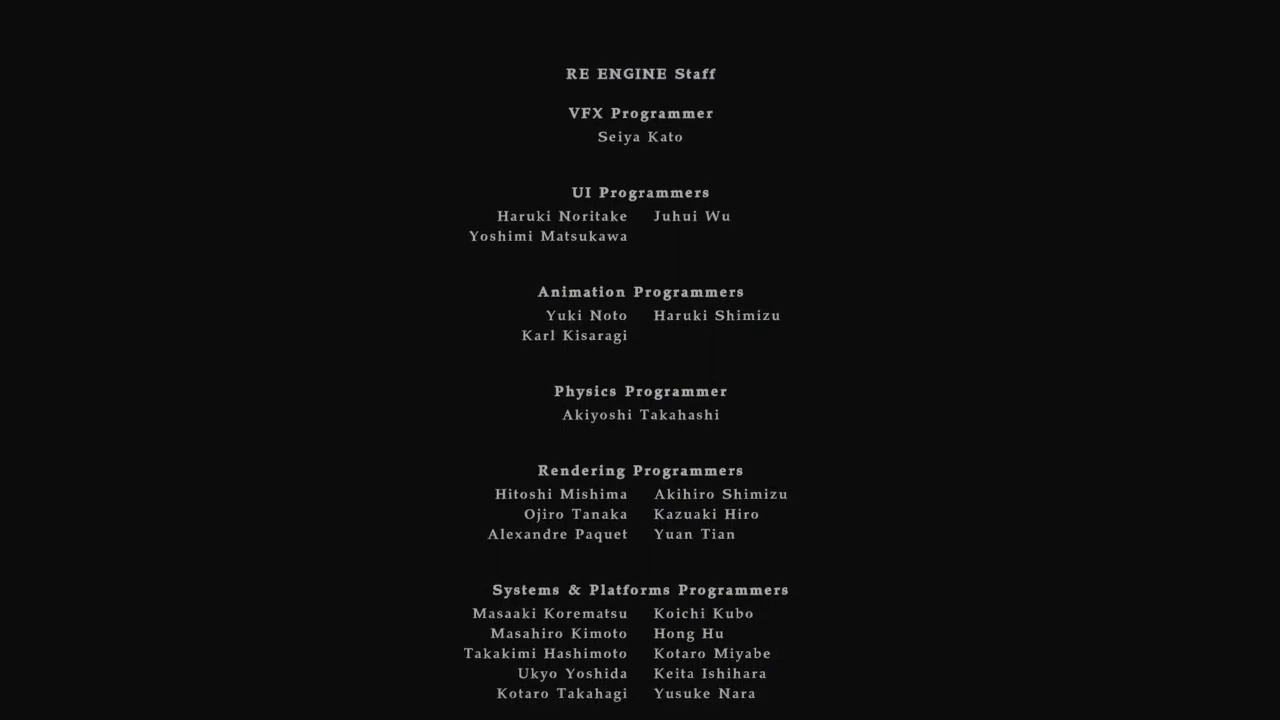 RE ENGINE Staff
VFX Programmer
Seiya Kato
UI Programmers
Haruki Noritake Juhui Wu
Yoshimi Matsukawa
Animation Programmers
Yuki Noto Haruki Shimizu
Karl Kisaragi
Physics Programmer
Akiyoshi Takahashi
Rendering Programmers
Hitoshi Mishima Akihiro Shimizu
Ojiro Tanaka Kazuaki Hiro
Alexandre Paquet Yuan Tian
Systems & Platforms Programmers
Masaaki Korematsu Koichi Kubo
Masahiro Kimoto Hong Hu
Takakimi Hashimoto Kotaro Miyabe
Ukyo Yoshida Keita Ishihara
Kotaro Takahagi Yusuke Nara